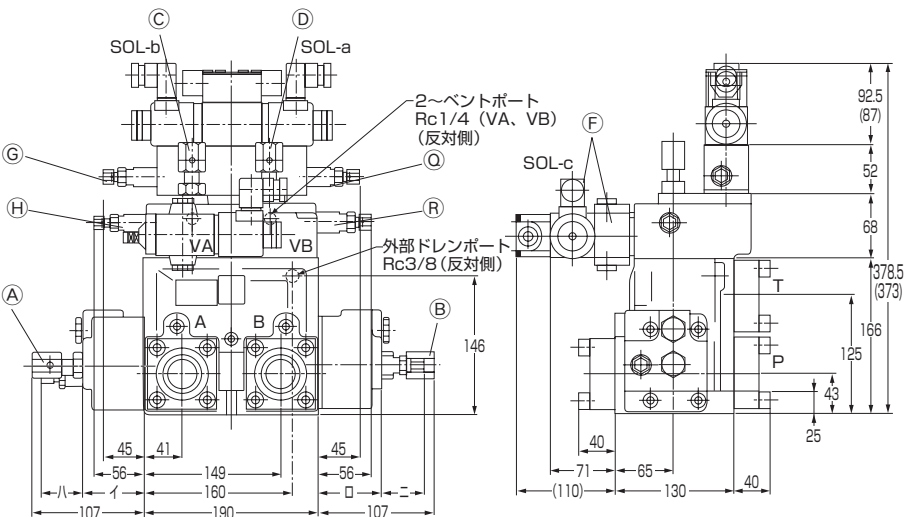 Ⓒ
Ⓓ
SOL-b
SOL-a
2～ベントポート
Rc1/4（VA、VB）
（反対側）
Ⓖ
Ⓠ
Ⓗ
Ⓡ
VA
VB
外部ドレンポート
Rc3/8（反対側）
Ⓐ
Ⓑ
A
B
146
45
41
45
56
149
56
ハ
イ
160
ロ
ニ
107
190
107
Ⓕ
SOL-c
92.5
(87)
52
68
378.5
(373)
T
166
125
P
43
25
40
71
65
(110)
130
40